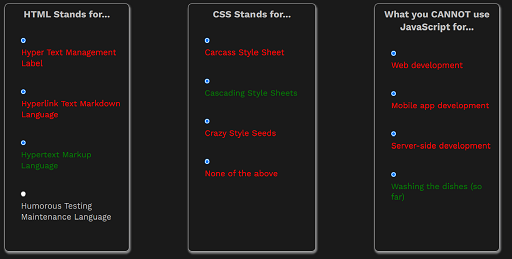 HTML Stands for...
Hyper Text Management
Label
Hyperlink Text Markdown
Language
Hypertext Markup
Language
Humorous Testing
Maintenance Language
CSS Stands for...
Carcass Style Sheet
Cascading Style Sheets
Crazy Style Seeds
None of the above
What you CANNOT use
JavaScript for...
Web development
Mobile app development
Server-side development
Washing the dishes (so
far)